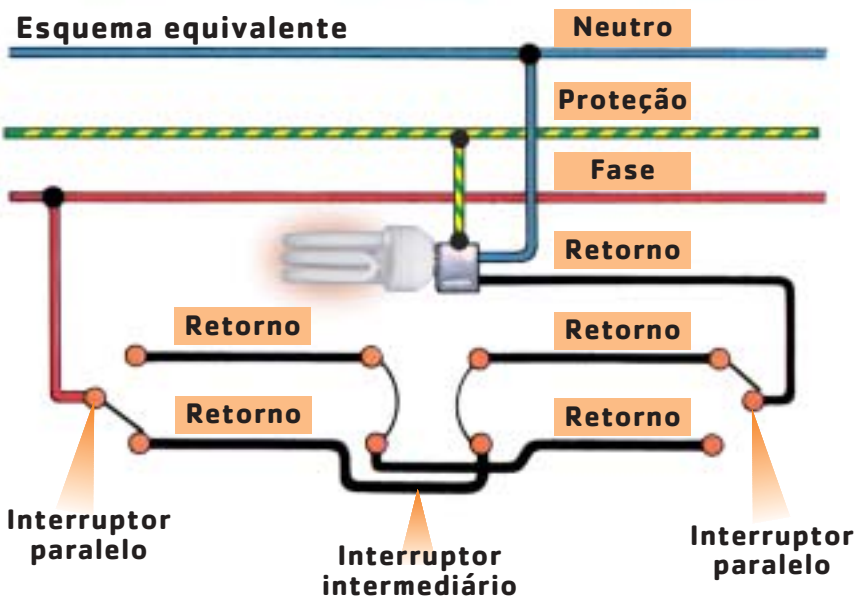 Esquema equivalente
Neutro
Proteção
Fase
Retorno
Retorno
Retorno
Retorno
Retorno
Interruptor
paralelo
Interruptor
intermediário
Interruptor
paralelo